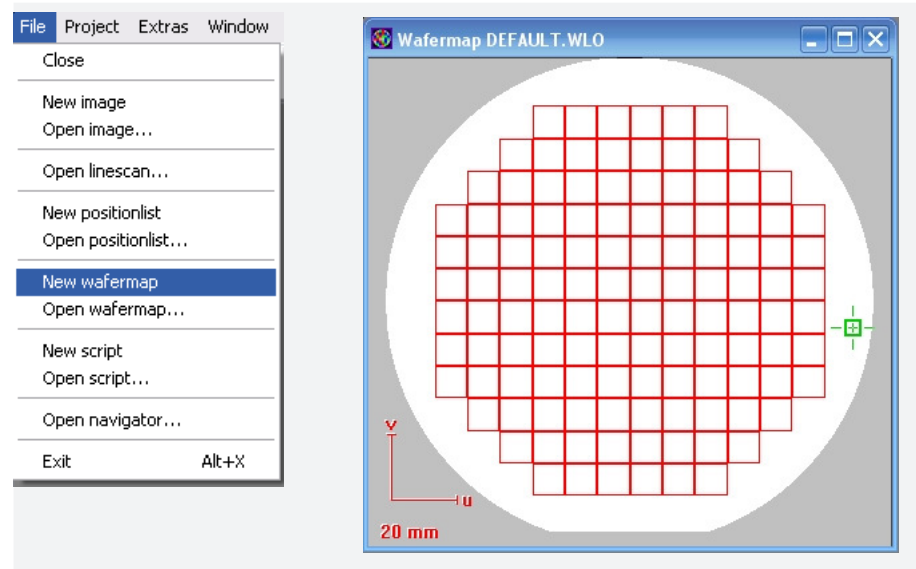 File Project Extras Window
Close
New image
Open image...
Open linescan...
New positionlist
Open positionlist...
New wafermap
Open wafermap...
New script
Open script...
Open navigator...
Exit Alt+X
Wafermap DEFAULT.WLO
v
u
20 mm